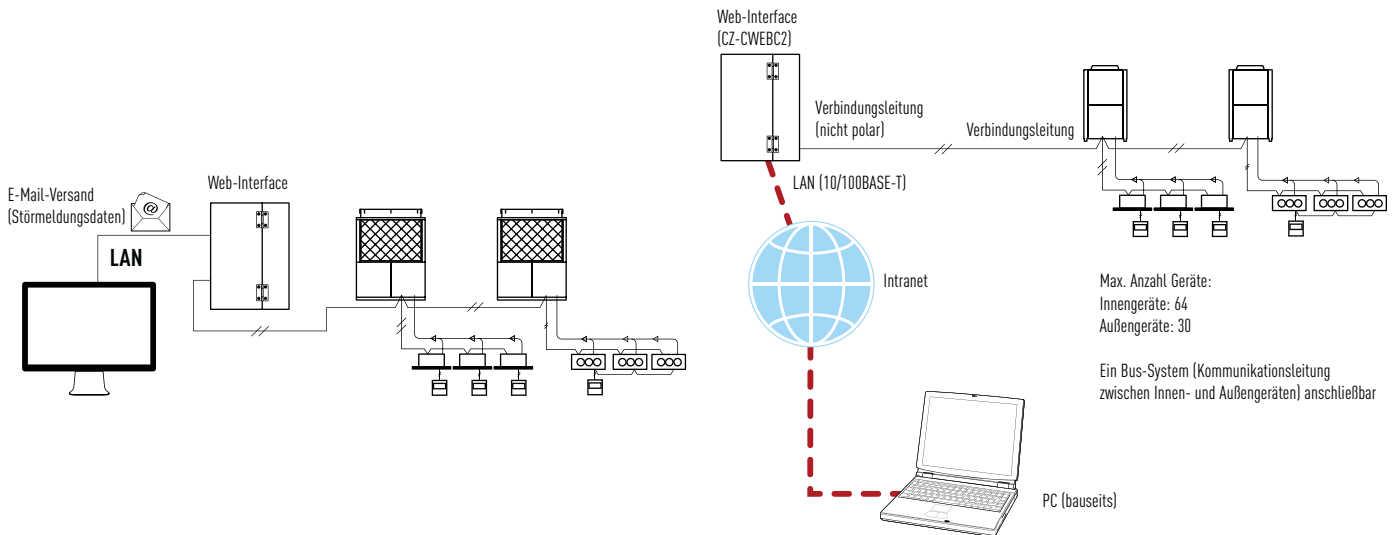 E-Mail-Versand
(Störmeldungsdaten)
@
LAN
Web-Interface
Web-Interface
(CZ-CWEBC2)
Verbindungsleitung
(nicht polar)
Verbindungsleitung
LAN (10/100BASE-T)
Intranet
Max. Anzahl Geräte:
Innengeräte: 64
Außengeräte: 30
Ein Bus-System (Kommunikationsleitung
zwischen Innen- und Außengeräten) anschließbar
PC (bauseits)